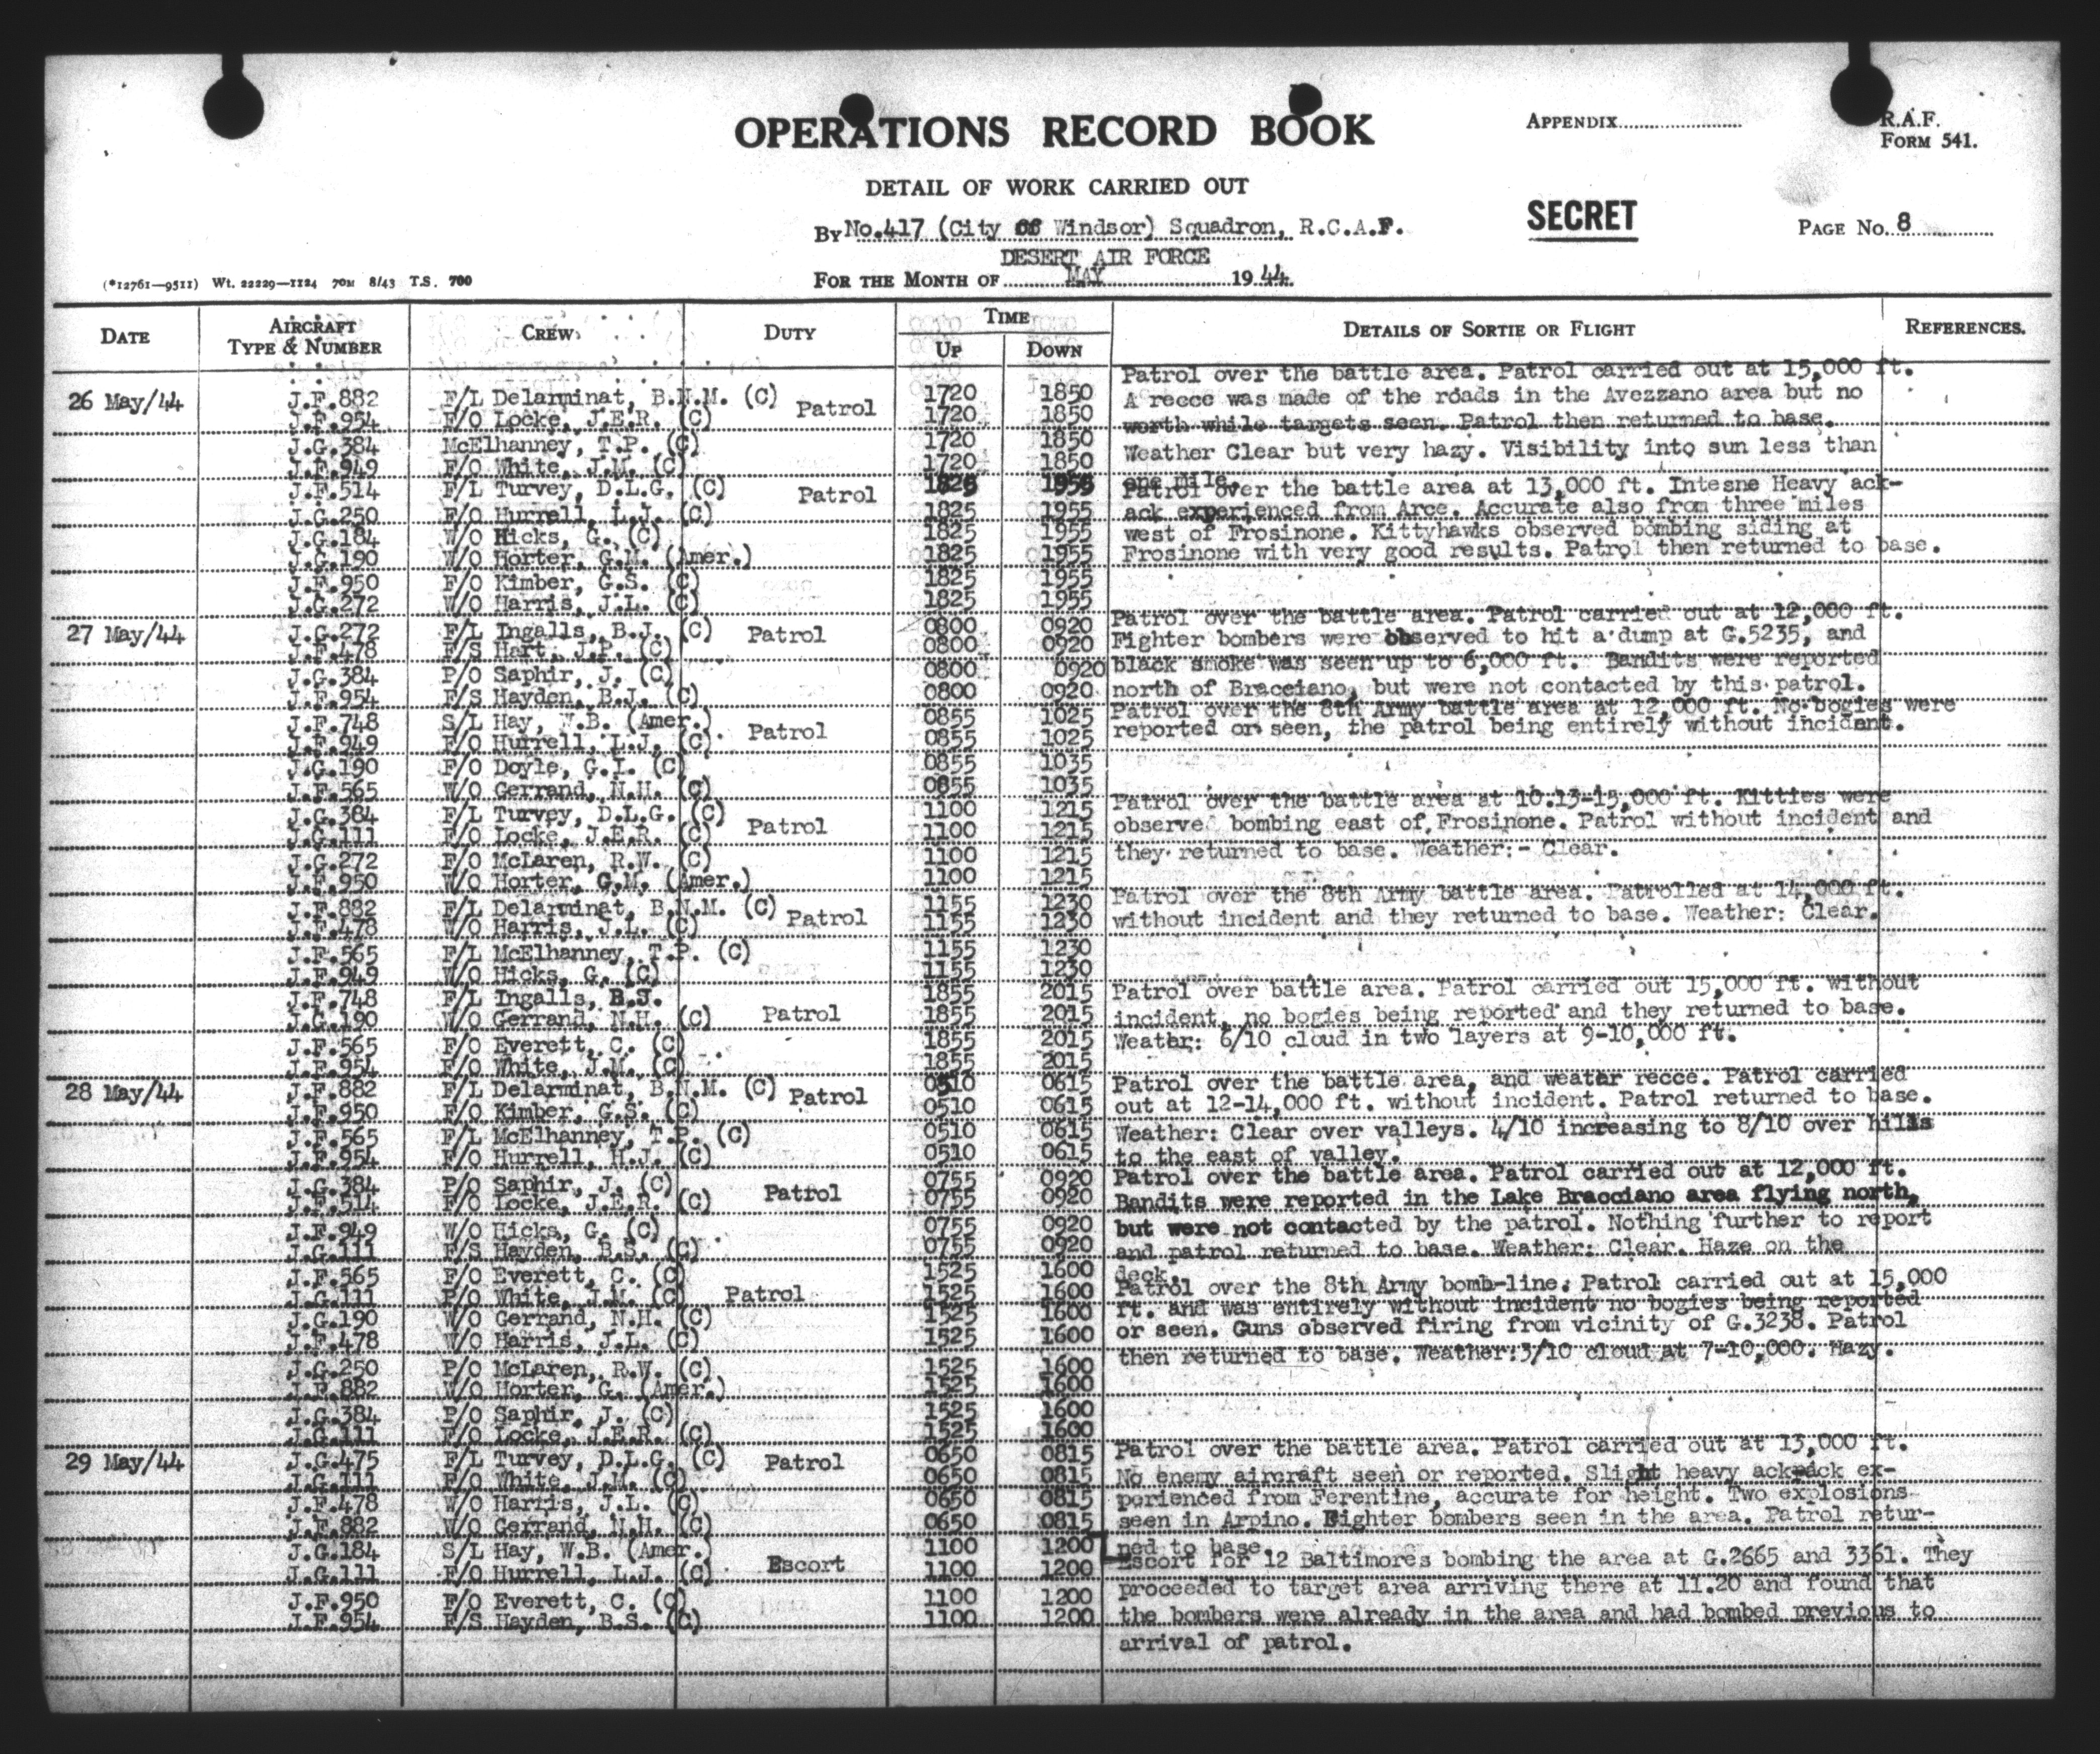 OPERATIONS RECORD BOOK
APPENDIX
R.A.F.
FORM 541.
DETAIL OF WORK CARRIED OUT
By No.417 (City of Windsor) Squadron, R.C.A.F.
SECRET
PAGE No. 8
DESERT AIR FORCE
(*12761—9511) Wt. 22229—1124 70M 8/43 T.S. 700
FOR THE MONTH OF MAY 1944.
DATE AIRCRAFT TYPE & NUMBER CREW DUTY TIME UP DOWN DETAILS OF SORTIE OR FLIGHT REFERENCES.
Patrol over the battle area. Patrol carried out at 15,000 ft.
26 May/44 J.F.882 F/L Delarminat, B.N.M. (C) Patrol 1720 1850 A recce was made of the roads in the Avezzano area but no
J.F.954 F/O Locke, J.E.R. (C) 1720 1850 worth while targets seen. Patrol then returned to base.
J.G.384 McElhanney, T.P. (C) 1720 1850 Weather Clear but very hazy. Visibility into sun less than
J.F.949 F/O White, J.M. (C) 1720 1850 one mile.
J.F.514 F/L Turvey, D.L.G. (C) Patrol 1825 1955 Patrol over the battle area at 13,000 ft. Intesne Heavy ack-
J.G.250 F/O Hurrell, L.J. (C) 1825 1955 ack experienced from Arce. Accurate also from three miles
J.G.184 W/O Hicks, G. (C) 1825 1955 west of Frosinone. Kittyhawks observed bombing siding at
J.G.190 W/O Horter, G.M. (Amer.) 1825 1955 Frosinone with very good results. Patrol then returned to base.
J.F.950 F/O Kimber, G.S. (C) 1825 1955
J.G.272 W/O Harris, J.L. (C) 1825 1955
27 May/44 J.G.272 F/L Ingalls, B.J. (C) Patrol 0800 0920 Patrol over the battle area. Patrol carried out at 12,000 ft.
J.F.478 F/S Hart, J.P. (C) 0800 0920 Fighter bombers were observed to hit a dump at G.5235, and
J.G.384 P/O Saphir, J. (C) 0800 0920 black smoke was seen up to 6,000 ft. Bandits were reported
J.F.954 F/S Hayden, B.J. (C) 0800 0920 north of Bracciano, but were not contacted by this patrol.
J.F.748 S/L Hay, W.B. (Amer.) Patrol 0855 1025 Patrol over the 8th Army battle area at 12,000 ft. No bogies were
J.F.949 F/O Hurrell, L.J. (C) 0855 1025 reported or seen, the patrol being entirely without incident.
J.G.190 F/O Doyle, G.I. (C) 0855 1035
J.F.565 W/O Gerrand, N.H. (C) 0855 1035
J.G.384 F/L Turvey, D.L.G. (C) Patrol 1100 1215 Patrol over the battle area at 10.13-15,000 ft. Kitties were
J.G.111 F/O Locke, J.E.R. (C) 1100 1215 observed bombing east of Frosinone. Patrol without incident and
J.G.272 F/O McLaren, R.W. (C) 1100 1215 they returned to base. Weather:- Clear.
J.F.950 W/O Horter, G.M. (Amer.) 1100 1215
J.F.882 F/L Delarminat, B.N.M. (C) Patrol 1155 1230 Patrol over the 8th Army battle area. Patrolled at 14,000 ft.
J.F.478 W/O Harris, J.L. (C) 1155 1230 without incident and they returned to base. Weather: Clear.
J.F.565 F/L McElhanney, T.P. (C) 1155 1230
J.F.949 W/O Hicks, G. (C) 1155 1230
J.F.748 F/L Ingalls, B.J. Patrol 1855 2015 Patrol over battle area. Patrol carried out 15,000 ft. without
J.G.190 W/O Gerrand, N.H. (C) 1855 2015 incident, no bogies being reported and they returned to base.
J.F.565 F/O Everett, C. (C) 1855 2015 Weather: 6/10 cloud in two layers at 9-10,000 ft.
J.F.954 F/O White, J.M. (C) 1855 2015
28 May/44 J.F.882 F/L Delarminat, B.N.M. (C) Patrol 0510 0615 Patrol over the battle area, and weater recce. Patrol carried
J.F.950 F/O Kimber, G.S. (C) 0510 0615 out at 12-14,000 ft. without incident. Patrol returned to base.
J.F.565 F/L McElhanney, T.P. (C) 0510 0615 Weather: Clear over valleys. 4/10 increasing to 8/10 over hills
J.F.954 F/O Hurrell, H.J. (C) 0510 0615 to the east of valley.
J.G.384 P/O Saphir, J. (C) Patrol 0755 0920 Patrol over the battle area. Patrol carried out at 12,000 ft.
J.F.514 F/O Locke, J.E.R. (C) 0755 0920 Bandits were reported in the Lake Bracciano area flying north,
J.F.949 W/O Hicks, G. (C) 0755 0920 but were not contacted by the patrol. Nothing further to report
J.G.111 F/S Hayden, B.S. (C) 0755 0920 and patrol returned to base. Weather: Clear. Haze on the
deck.
J.F.565 F/O Everett, C. (C) Patrol 1525 1600 Patrol over the 8th Army bomb-line. Patrol carried out at 15,000
J.G.111 P/O White, J.M. (C) 1525 1600 ft. and was entirely without incident no bogies being reported
J.G.190 W/O Gerrand, N.H. (C) 1525 1600 or seen. Guns observed firing from vicinity of G.3238. Patrol
J.F.478 W/O Harris, J.L. (C) 1525 1600 then returned to base. Weather:3/10 cloud at 7-10,000. Hazy.
J.G.250 P/O McLaren, R.W. (C) 1525 1600
J.F.882 W/O Horter, G. (Amer.) 1525 1600
J.G.384 P/O Saphir, J. (C) 1525 1600
J.G.111 F/O Locke, J.E.R. (C) 1525 1600
29 May/44 J.G.475 F/L Turvey, D.L.G. (C) Patrol 0650 0815 Patrol over the battle area. Patrol carried out at 13,000 ft.
J.G.111 F/O White, J.M. (C) 0650 0815 No enemy aircraft seen or reported. Slight heavy ack-ack ex-
J.F.478 W/O Harris, J.L. (C) 0650 0815 perienced from Ferentine, accurate for height. Two explosions
J.F.882 W/O Gerrand, N.H. (C) 0650 0815 seen in Arpino. Fighter bombers seen in the area. Patrol retur-
ned to base.
J.G.184 S/L Hay, W.B. (Amer.) Escort 1100 1200 Escort for 12 Baltimores bombing the area at G.2665 and 3361. They
J.G.111 F/O Hurrell, L.J. (C) 1100 1200 proceeded to target area arriving there at 11.20 and found that
J.F.950 F/O Everett, C. (C) 1100 1200 the bombers were already in the area and had bombed previous to
J.F.954 F/S Hayden, B.S. (C) 1100 1200 arrival of patrol.